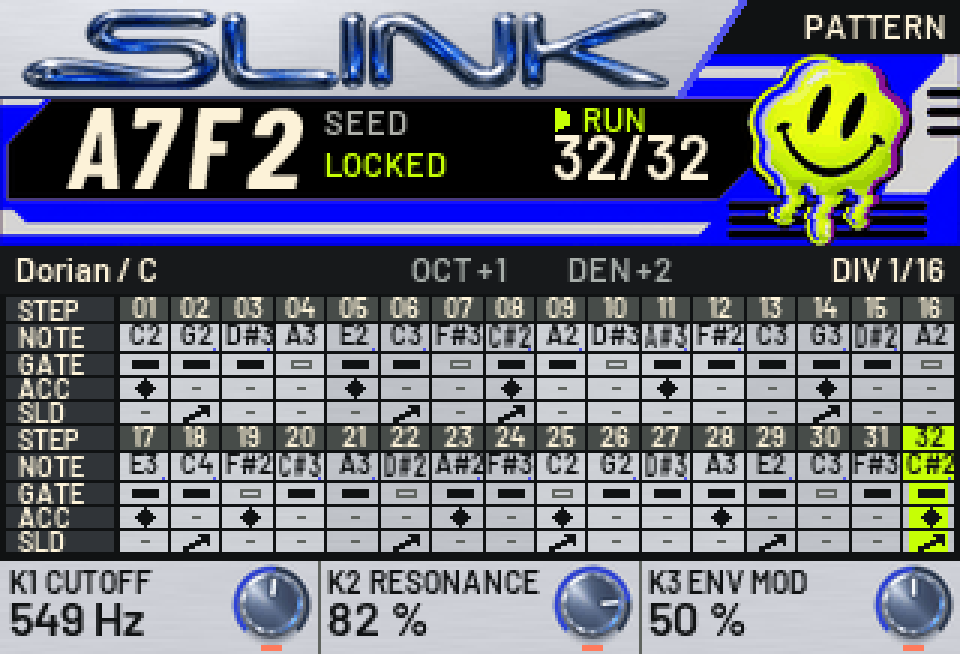 SLINK
PATTERN
A7F2 SEED LOCKED RUN 32/32
Dorian / C OCT +1 DEN +2 DIV 1/16
STEP 01 02 03 04 05 06 07 08 09 10 11 12 13 14 15 16
NOTE C2 G2 D#3 A3 E2 C3 F#3 C#2 A2 D#3 A#3 F#2 C3 G3 D#2 A2
GATE
ACC - - - - - - - - - - -
SLD - - - - - - - - - - - -
STEP 17 18 19 20 21 22 23 24 25 26 27 28 29 30 31 32
NOTE E3 C4 F#2 C#3 A3 D#2 A#2 F#3 C2 G2 D#3 A3 E2 C3 F#3 C#2
GATE
ACC - - - - - - - - - -
SLD - - - - - - - - - - -
K1 CUTOFF K2 RESONANCE K3 ENV MOD
549 Hz 82 % 50 %